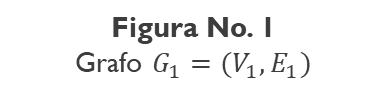 Figura No. 1
Grafo G₁ = (V₁, E₁)